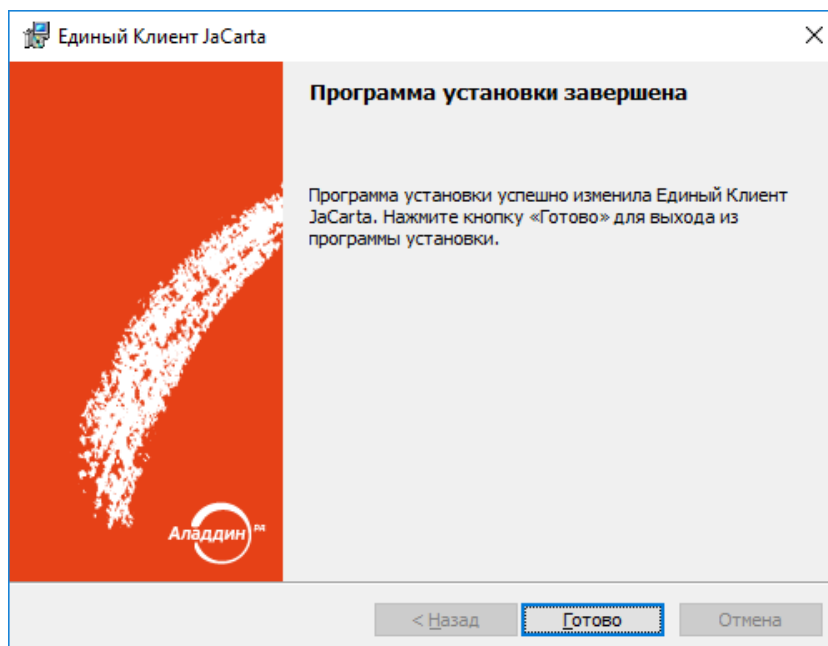 Единый Клиент JaCarta
Программа установки завершена
Программа установки успешно изменила Единый Клиент
JaCarta. Нажмите кнопку «Готово» для выхода из
программы установки.
Аладдин РД
< Назад
Готово
Отмена